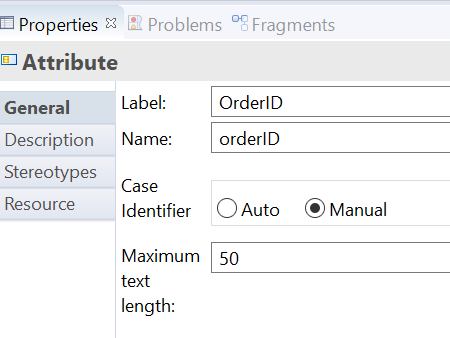 Properties Problems Fragments
Attribute
General
Description
Stereotypes
Resource
Label: OrderID
Name: orderID
Case
Identifier
Auto Manual
Maximum
text
length:
50